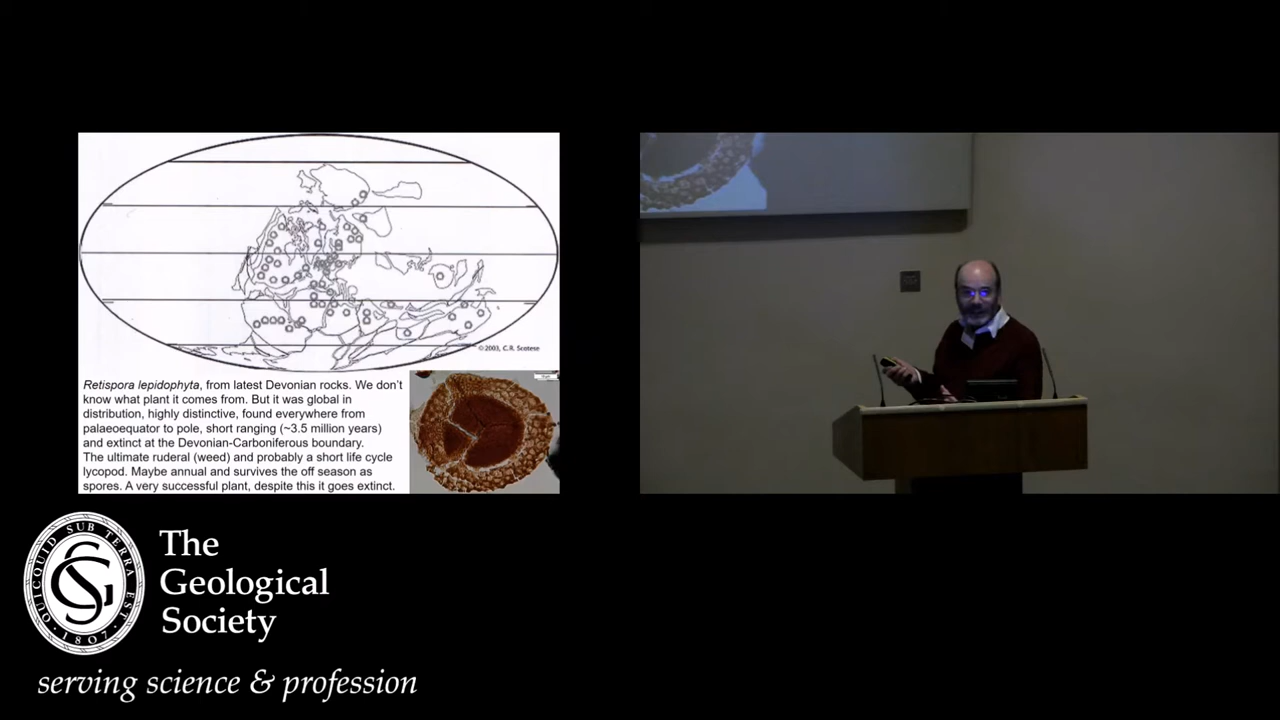 ©2003, C.R. Scotese
Retispora lepidophyta, from latest Devonian rocks. We don't
know what plant it comes from. But it was global in
distribution, highly distinctive, found everywhere from
palaeoequator to pole, short ranging (~3.5 million years)
and extinct at the Devonian-Carboniferous boundary.
The ultimate ruderal (weed) and probably a short life cycle
lycopod. Maybe annual and survives the off season as
spores. A very successful plant, despite this it goes extinct.
QUICQUID SUB TERRA EST
GS
·1807·
The
Geological
Society
serving science & profession